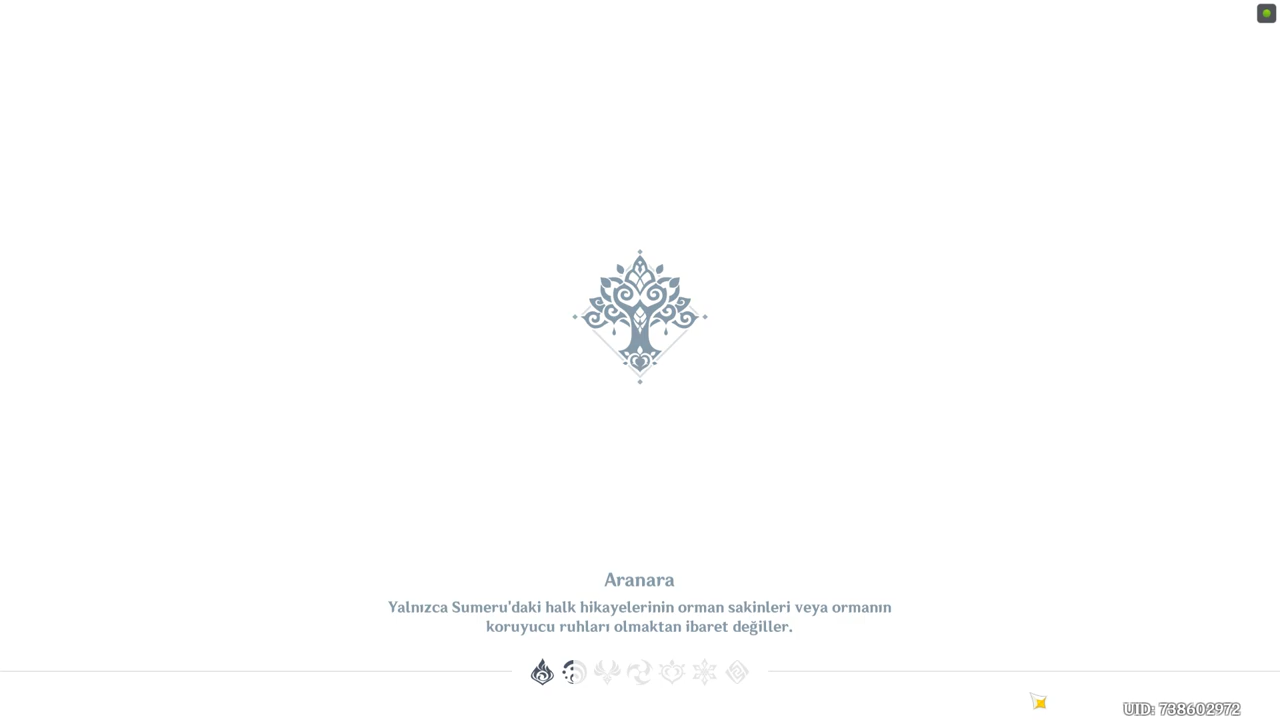 Aranara
Yalnızca Sumeru'daki halk hikayelerinin orman sakinleri veya ormanın
koruyucu ruhları olmaktan ibaret değiller.
UID: 738602972